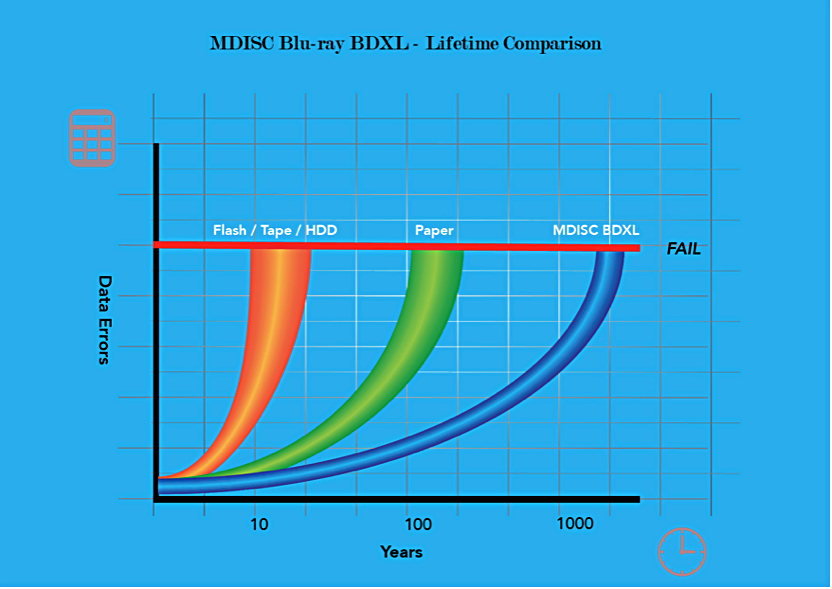 MDISC Blu-ray BDXL - Lifetime Comparison
Flash / Tape / HDD
Paper
MDISC BDXL
FAIL
Data Errors
10
100
1000
Years